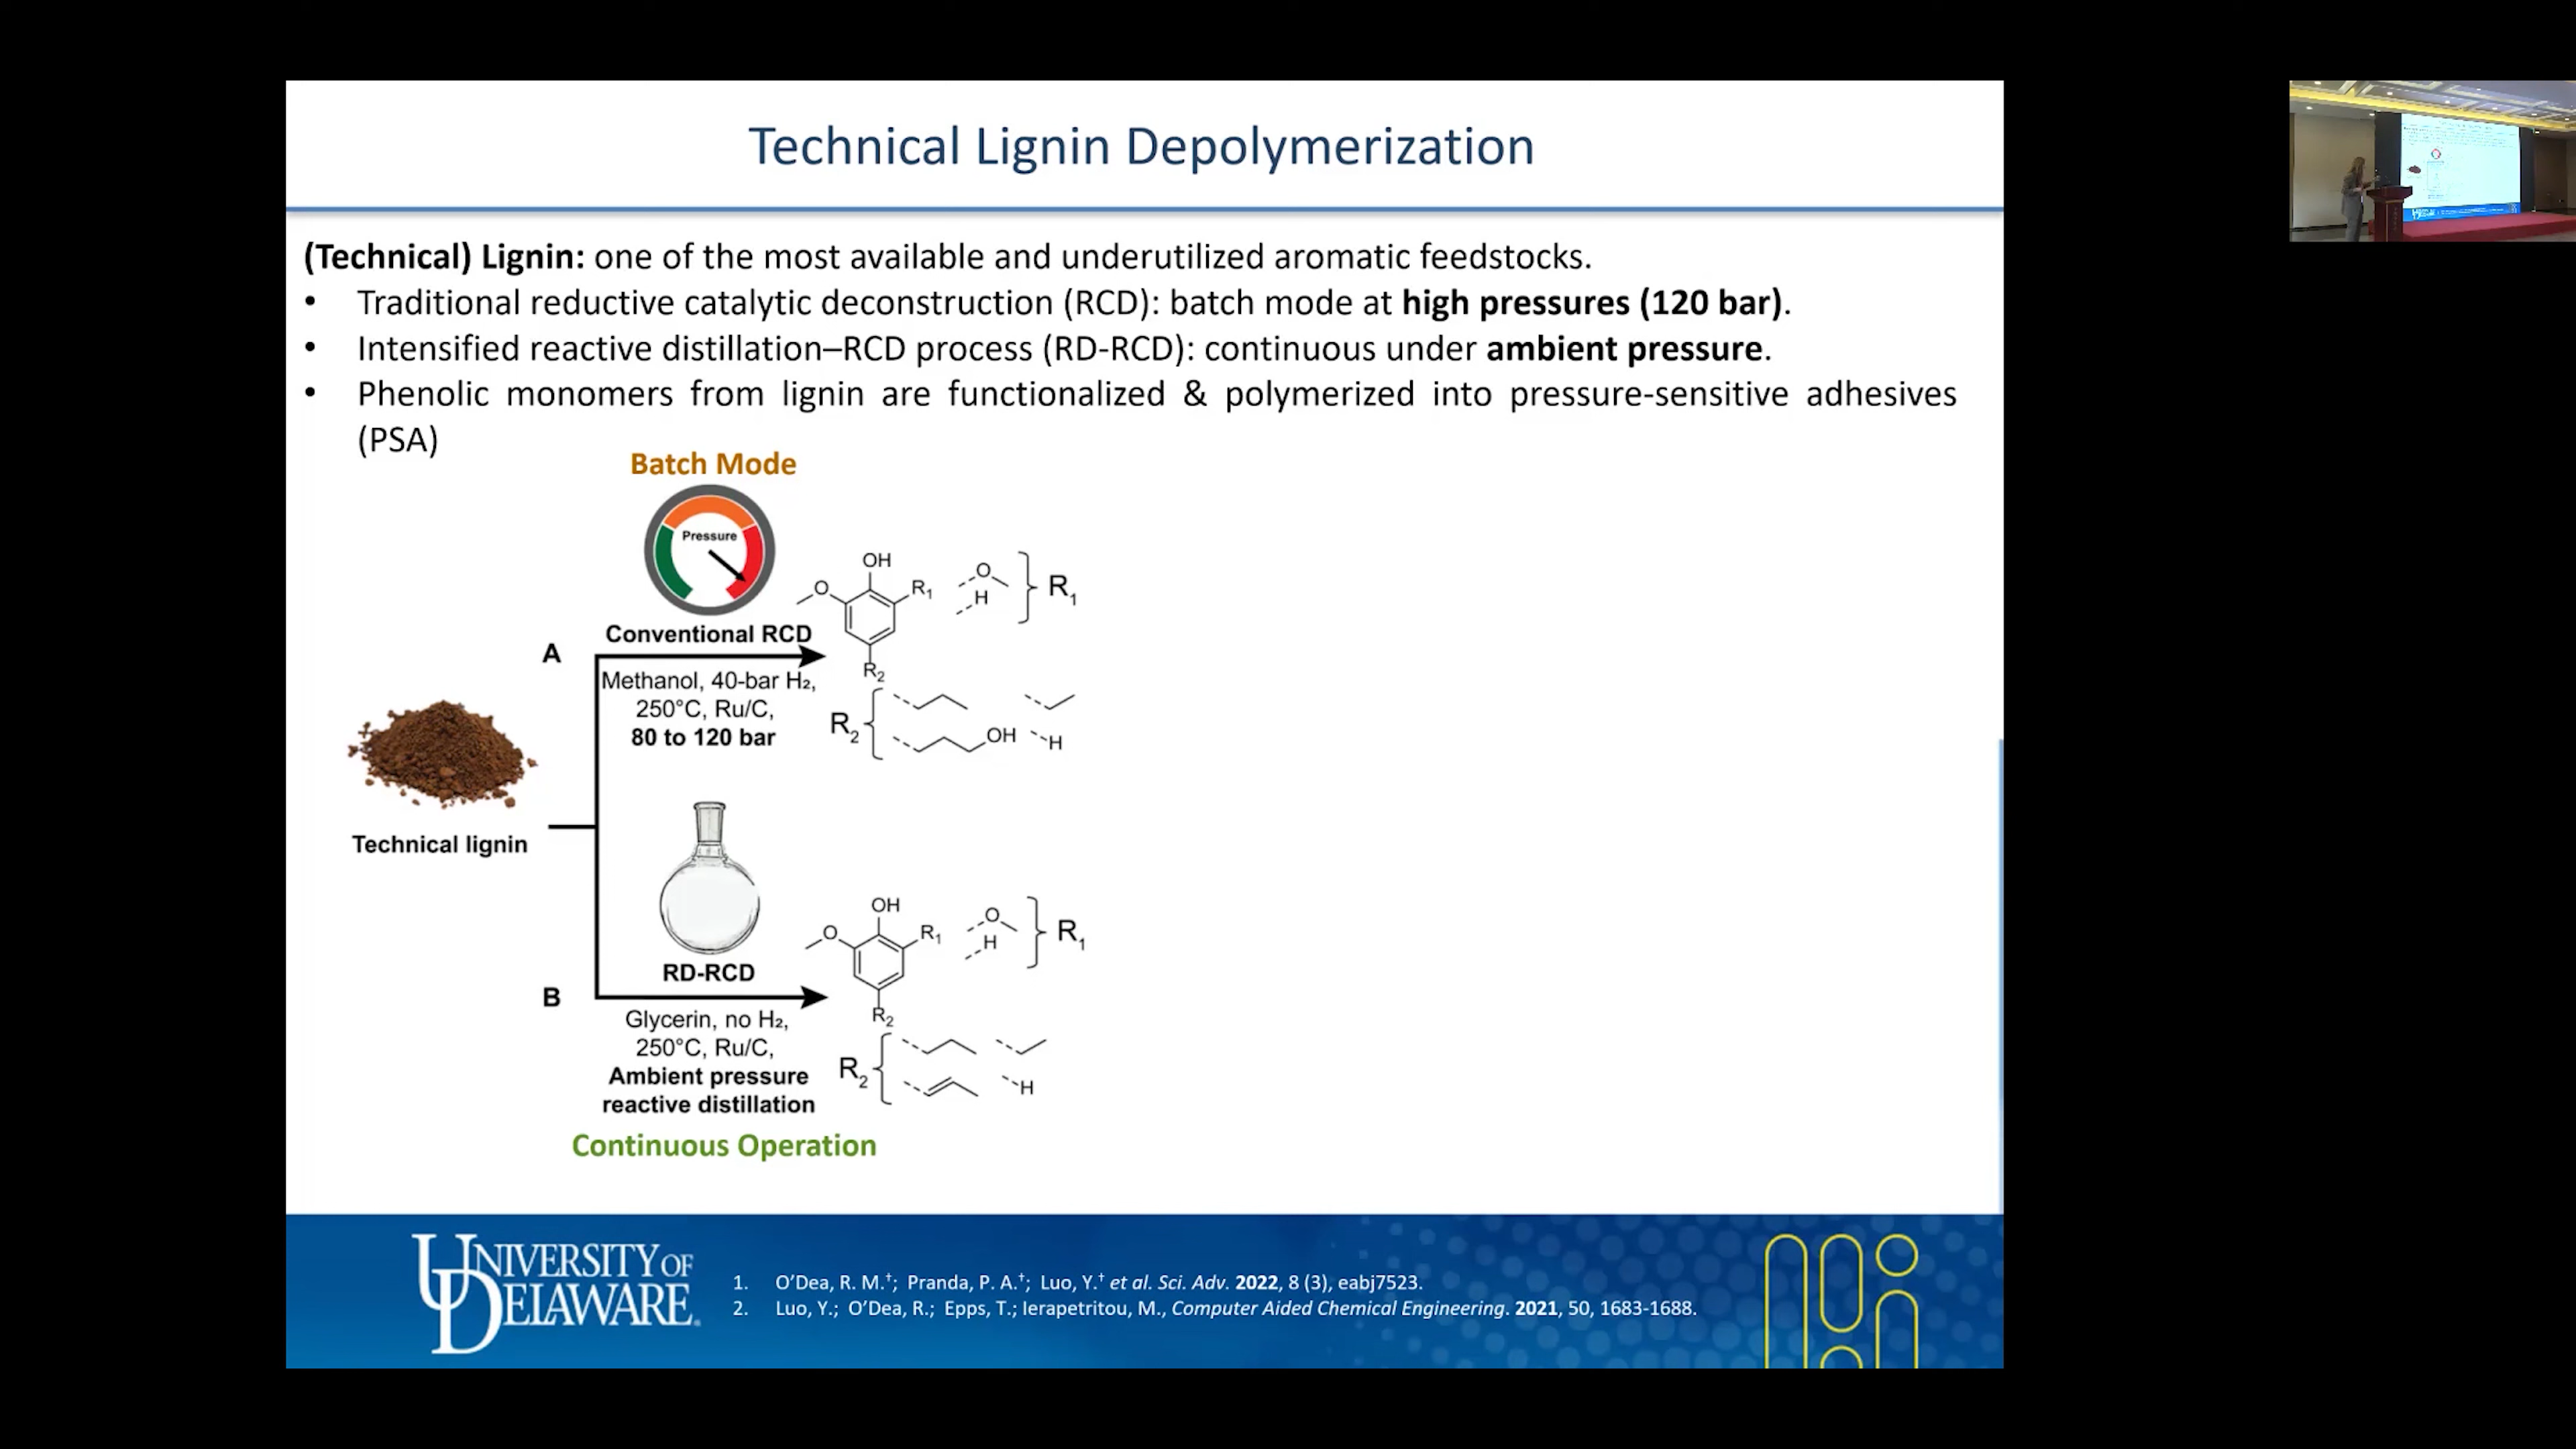 Technical Lignin Depolymerization
(Technical) Lignin: one of the most available and underutilized aromatic feedstocks.
• Traditional reductive catalytic deconstruction (RCD): batch mode at high pressures (120 bar).
• Intensified reactive distillation–RCD process (RD-RCD): continuous under ambient pressure.
• Phenolic monomers from lignin are functionalized & polymerized into pressure-sensitive adhesives
(PSA)
Batch Mode
Pressure
Conventional RCD
A
Methanol, 40-bar H₂,
250°C, Ru/C,
80 to 120 bar
OH
O
R₁
R₂
O
H
R₁
R₂
OH
H
Technical lignin
RD-RCD
B
Glycerin, no H₂,
250°C, Ru/C,
Ambient pressure
reactive distillation
OH
O
R₁
R₂
O
H
R₁
R₂
H
Continuous Operation
UNIVERSITY OF
DELAWARE
1. O'Dea, R. M.†; Pranda, P. A.†; Luo, Y.† et al. Sci. Adv. 2022, 8 (3), eabj7523.
2. Luo, Y.; O'Dea, R.; Epps, T.; Ierapetritou, M., Computer Aided Chemical Engineering. 2021, 50, 1683-1688.